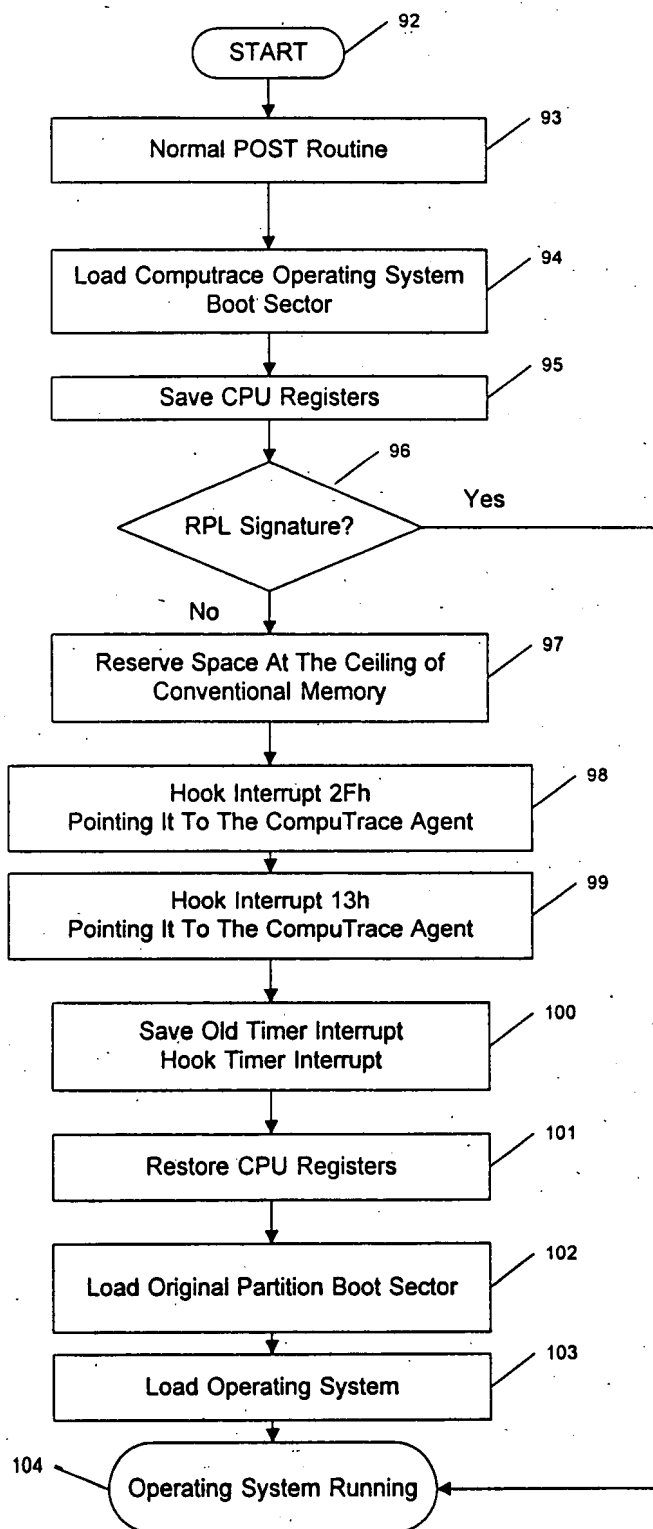 92
START
93
Normal POST Routine
94
Load Computrace Operating System
Boot Sector
95
Save CPU Registers
96
RPL Signature?
Yes
No
97
Reserve Space At The Ceiling of
Conventional Memory
98
Hook Interrupt 2Fh
Pointing It To The CompuTrace Agent
99
Hook Interrupt 13h
Pointing It To The CompuTrace Agent
100
Save Old Timer Interrupt
Hook Timer Interrupt
101
Restore CPU Registers
102
Load Original Partition Boot Sector
103
Load Operating System
104
Operating System Running